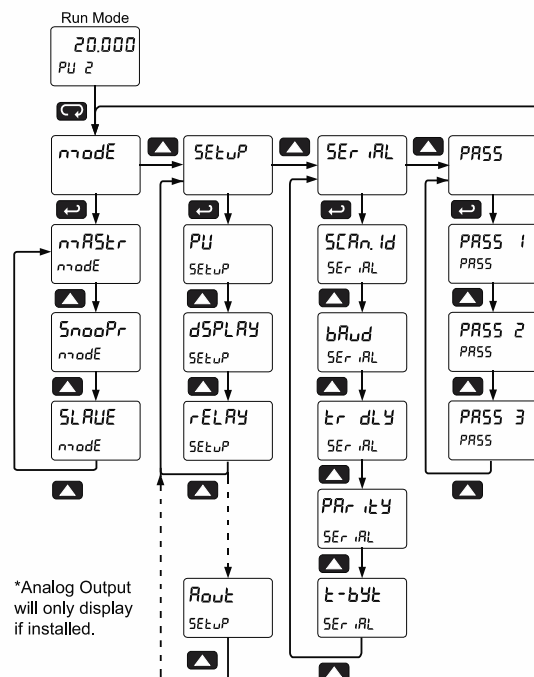 Run Mode
20.000
PU 2
modE
SEtuP
SEriAL
PASS
mAStr
modE
PU
SEtuP
SCAn.Id
SEriAL
PASS 1
PASS
SnooPr
modE
dSPLAY
SEtuP
bAud
SEriAL
PASS 2
PASS
SLAVE
modE
rELAY
SEtuP
tr dLY
SEriAL
PASS 3
PASS
PAritY
SEriAL
*Analog Output
will only display
if installed.
Aout
SEtuP
t-bYt
SEriAL